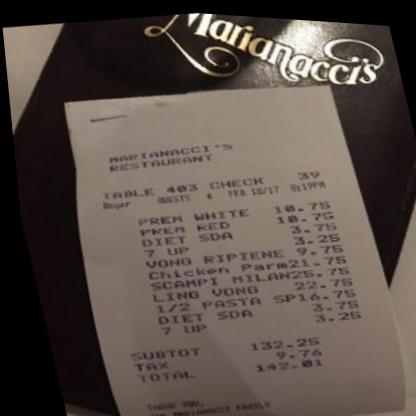 Marianacci's
MARIANACCI'S
RESTAURANT
TABLE 403 CHECK 39
Roger GUESTS 4 FEB 18/17 8:19PM
PREM WHITE 10.75
PREM RED 10.75
DIET SDA 3.75
7 UP 3.25
VONG RIPIENE 9.75
Chicken Parm21.75
SCAMPI MILAN25.75
LING VONG 22.75
1/2 PASTA SP16.75
DIET SDA 3.75
7 UP 3.25
SUBTOT 132.25
TAX 9.76
TOTAL 142.01
THANK YOU,
THE MARIANACCI FAMILY